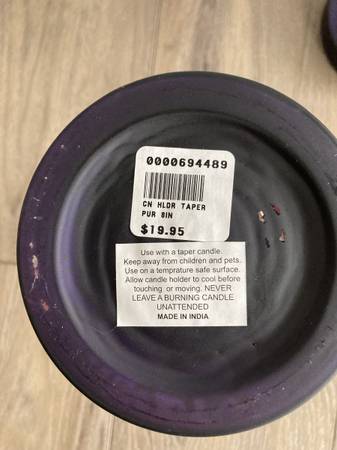 0000694489
CN HLDR TAPER
PUR 8IN
$19.95
Use with a taper candle.
Keep away from children and pets.
Use on a temprature safe surface.
Allow candle holder to cool before
touching or moving. NEVER
LEAVE A BURNING CANDLE
UNATTENDED
MADE IN INDIA